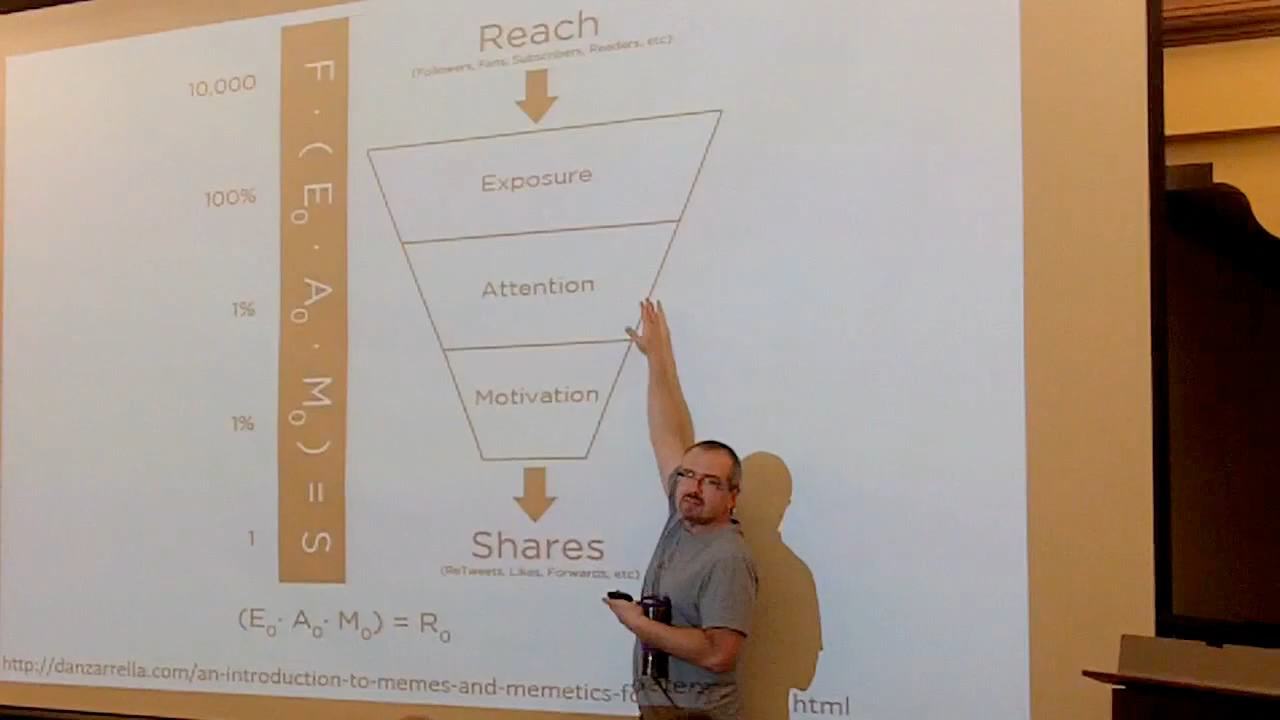 Reach
(Followers, Fans, Subscribers, Readers, etc)
10,000
100%
1%
1%
1
F · ( E₀ · A₀ · M₀ ) = S
Exposure
Attention
Motivation
Shares
(ReTweets, Likes, Forwards, etc)
(E₀· A₀· M₀) = R₀
http://danzarrella.com/an-introduction-to-memes-and-memetics-f html